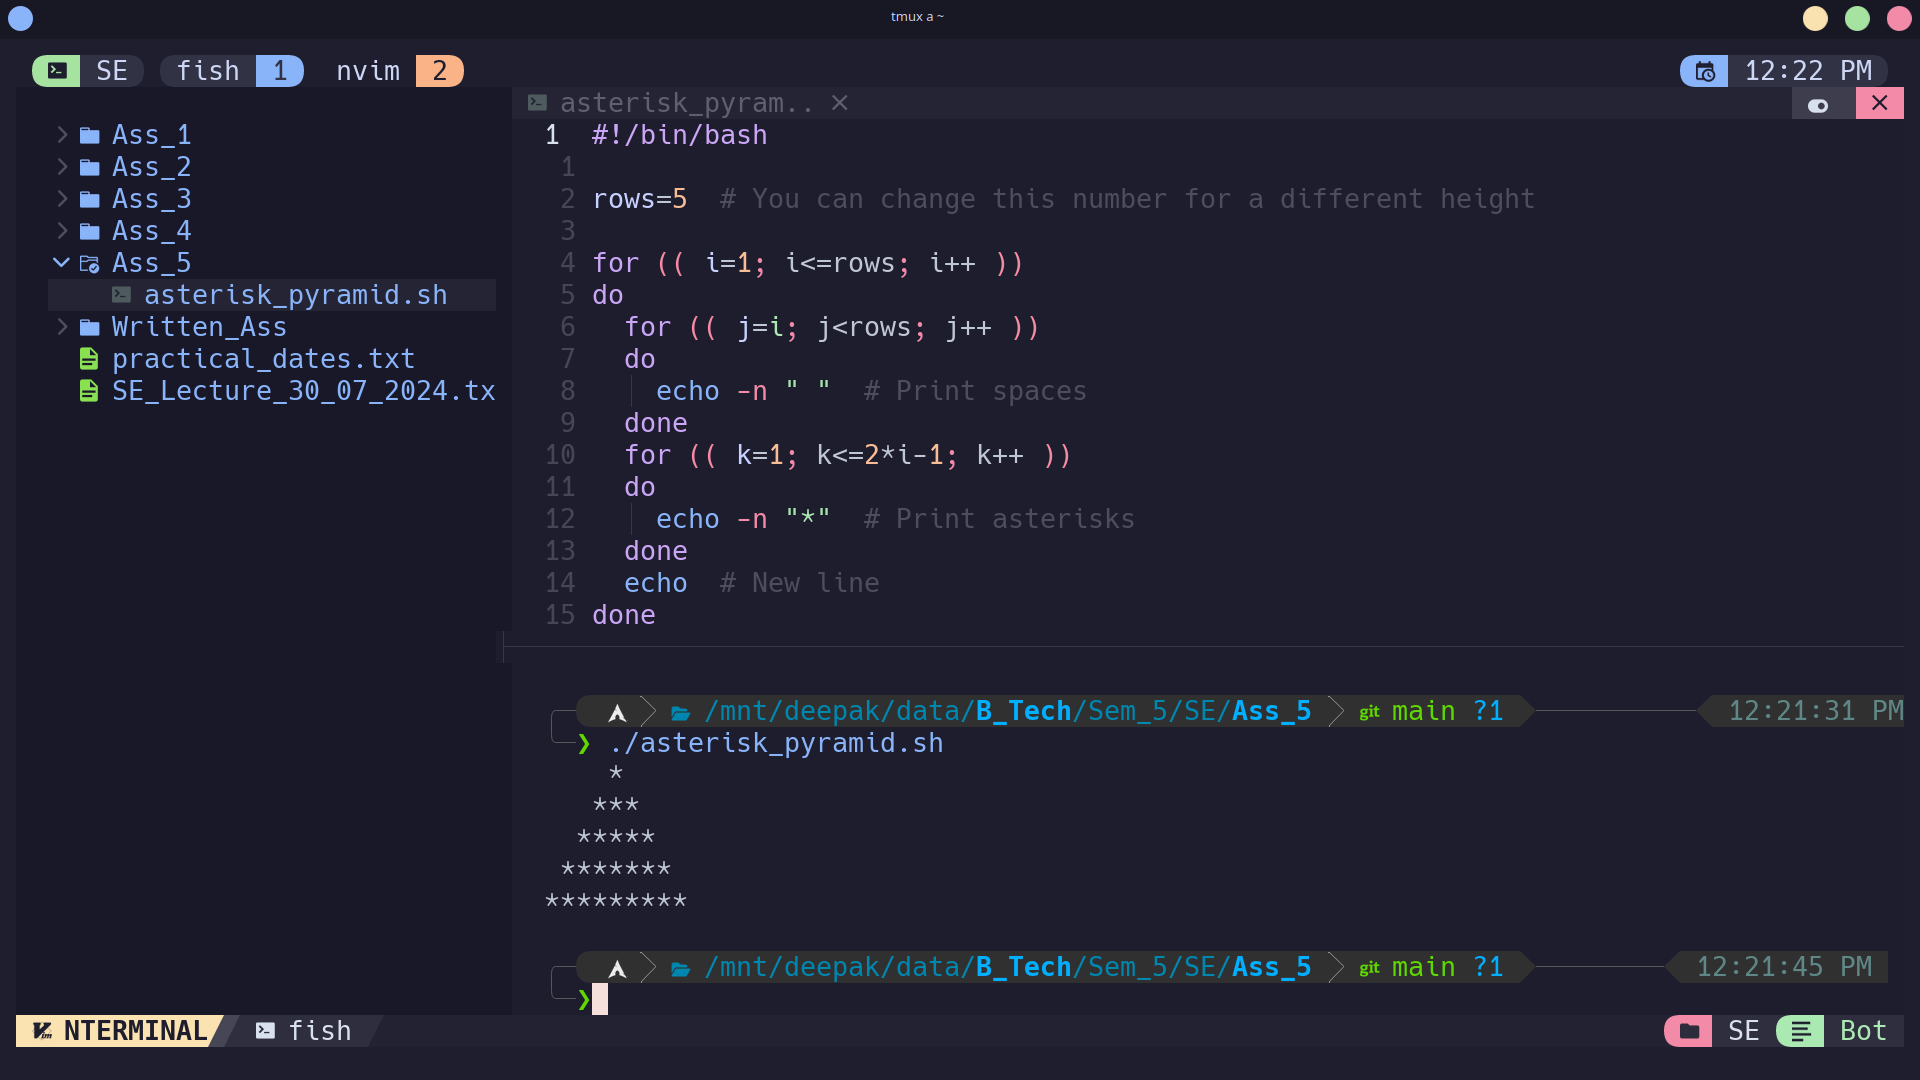 tmux a ~
SE fish 1 nvim 2 12:22 PM
Ass_1
Ass_2
Ass_3
Ass_4
Ass_5
asterisk_pyramid.sh
Written_Ass
practical_dates.txt
SE_Lecture_30_07_2024.tx
asterisk_pyram..
1 #!/bin/bash
1
2 rows=5  # You can change this number for a different height
3
4 for (( i=1; i<=rows; i++ ))
5 do
6   for (( j=i; j<rows; j++ ))
7   do
8     echo -n " "  # Print spaces
9   done
10   for (( k=1; k<=2*i-1; k++ ))
11   do
12     echo -n "*"  # Print asterisks
13   done
14   echo  # New line
15 done
/mnt/deepak/data/B_Tech/Sem_5/SE/Ass_5 git main ?1 12:21:31 PM
❯ ./asterisk_pyramid.sh
    *
   ***
  *****
 *******
*********
/mnt/deepak/data/B_Tech/Sem_5/SE/Ass_5 git main ?1 12:21:45 PM
❯
NTERMINAL fish SE Bot